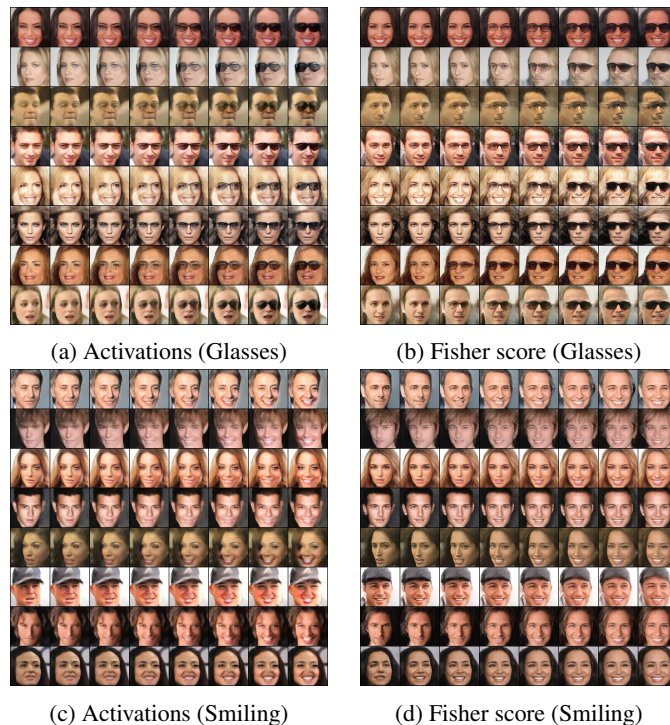 (a) Activations (Glasses)
(b) Fisher score (Glasses)
(c) Activations (Smiling)
(d) Fisher score (Smiling)